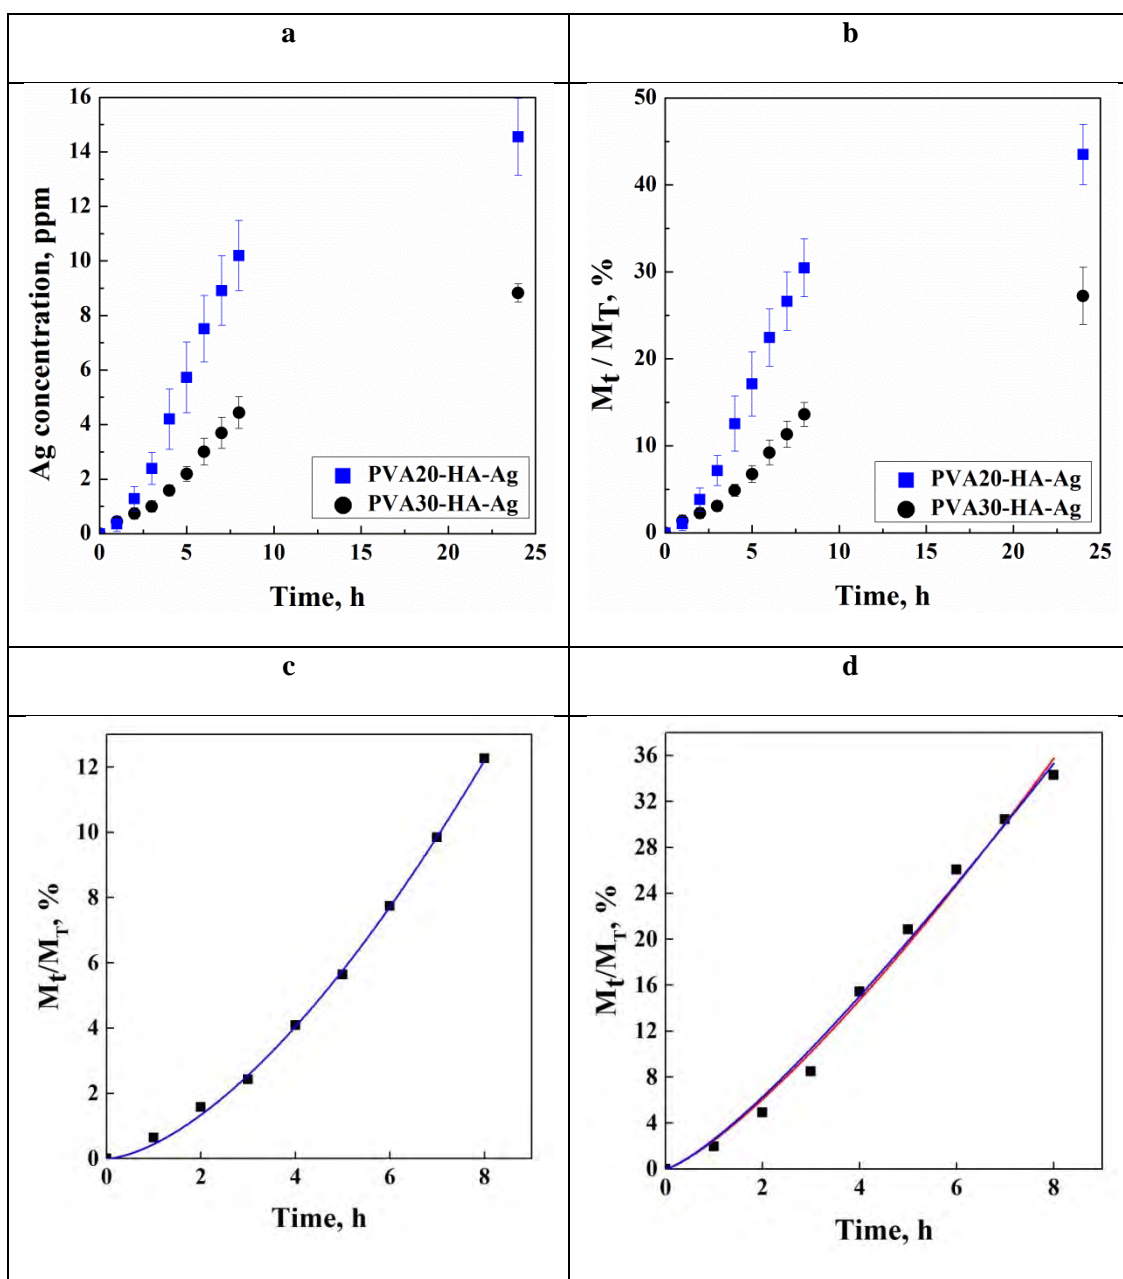 a
b
16
14
12
10
8
6
4
2
0
Ag concentration, ppm
PVA20-HA-Ag
PVA30-HA-Ag
0 5 10 15 20 25
Time, h
50
40
30
20
10
0
Mt / MT, %
PVA20-HA-Ag
PVA30-HA-Ag
0 5 10 15 20 25
Time, h
c
d
12
10
8
6
4
2
0
Mt/MT, %
0 2 4 6 8
Time, h
36
32
28
24
20
16
12
8
4
0
Mt/MT, %
0 2 4 6 8
Time, h